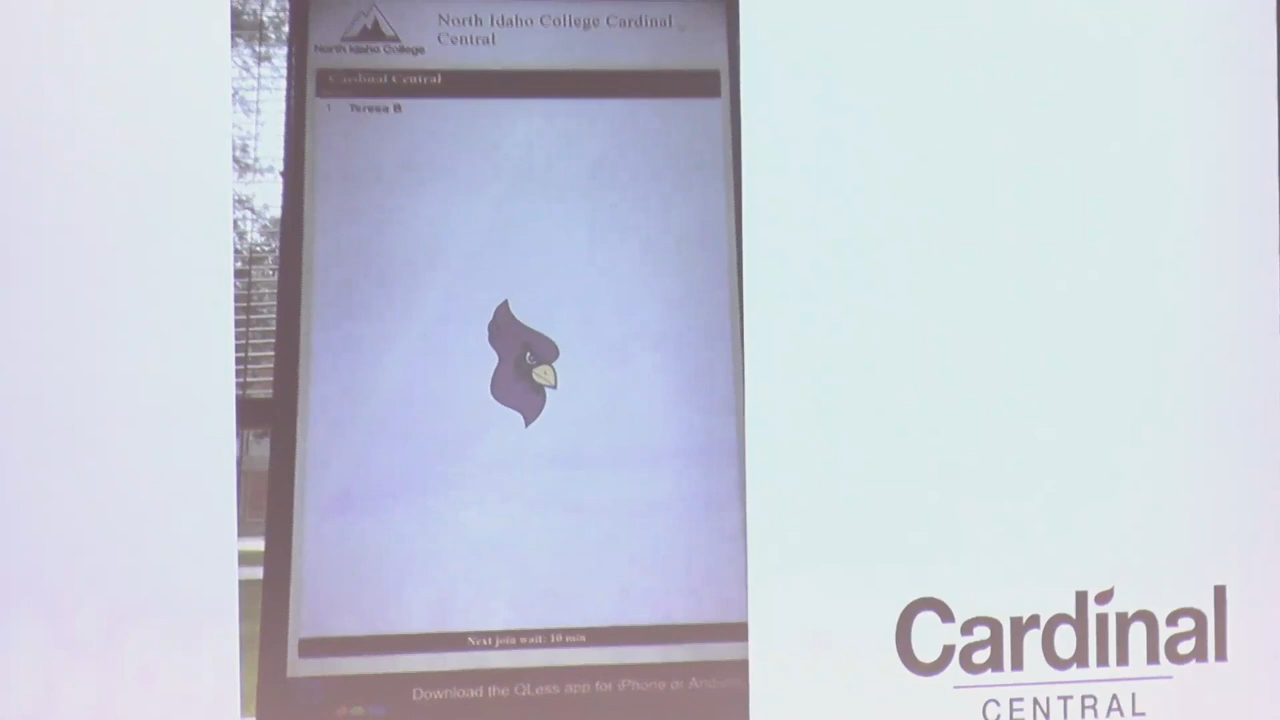 North Idaho College Cardinal
Central
North Idaho College
Cardinal Central
1 Teresa B
Next join wait: 10 min
Download the QLess app for iPhone or
Cardinal
CENTRAL